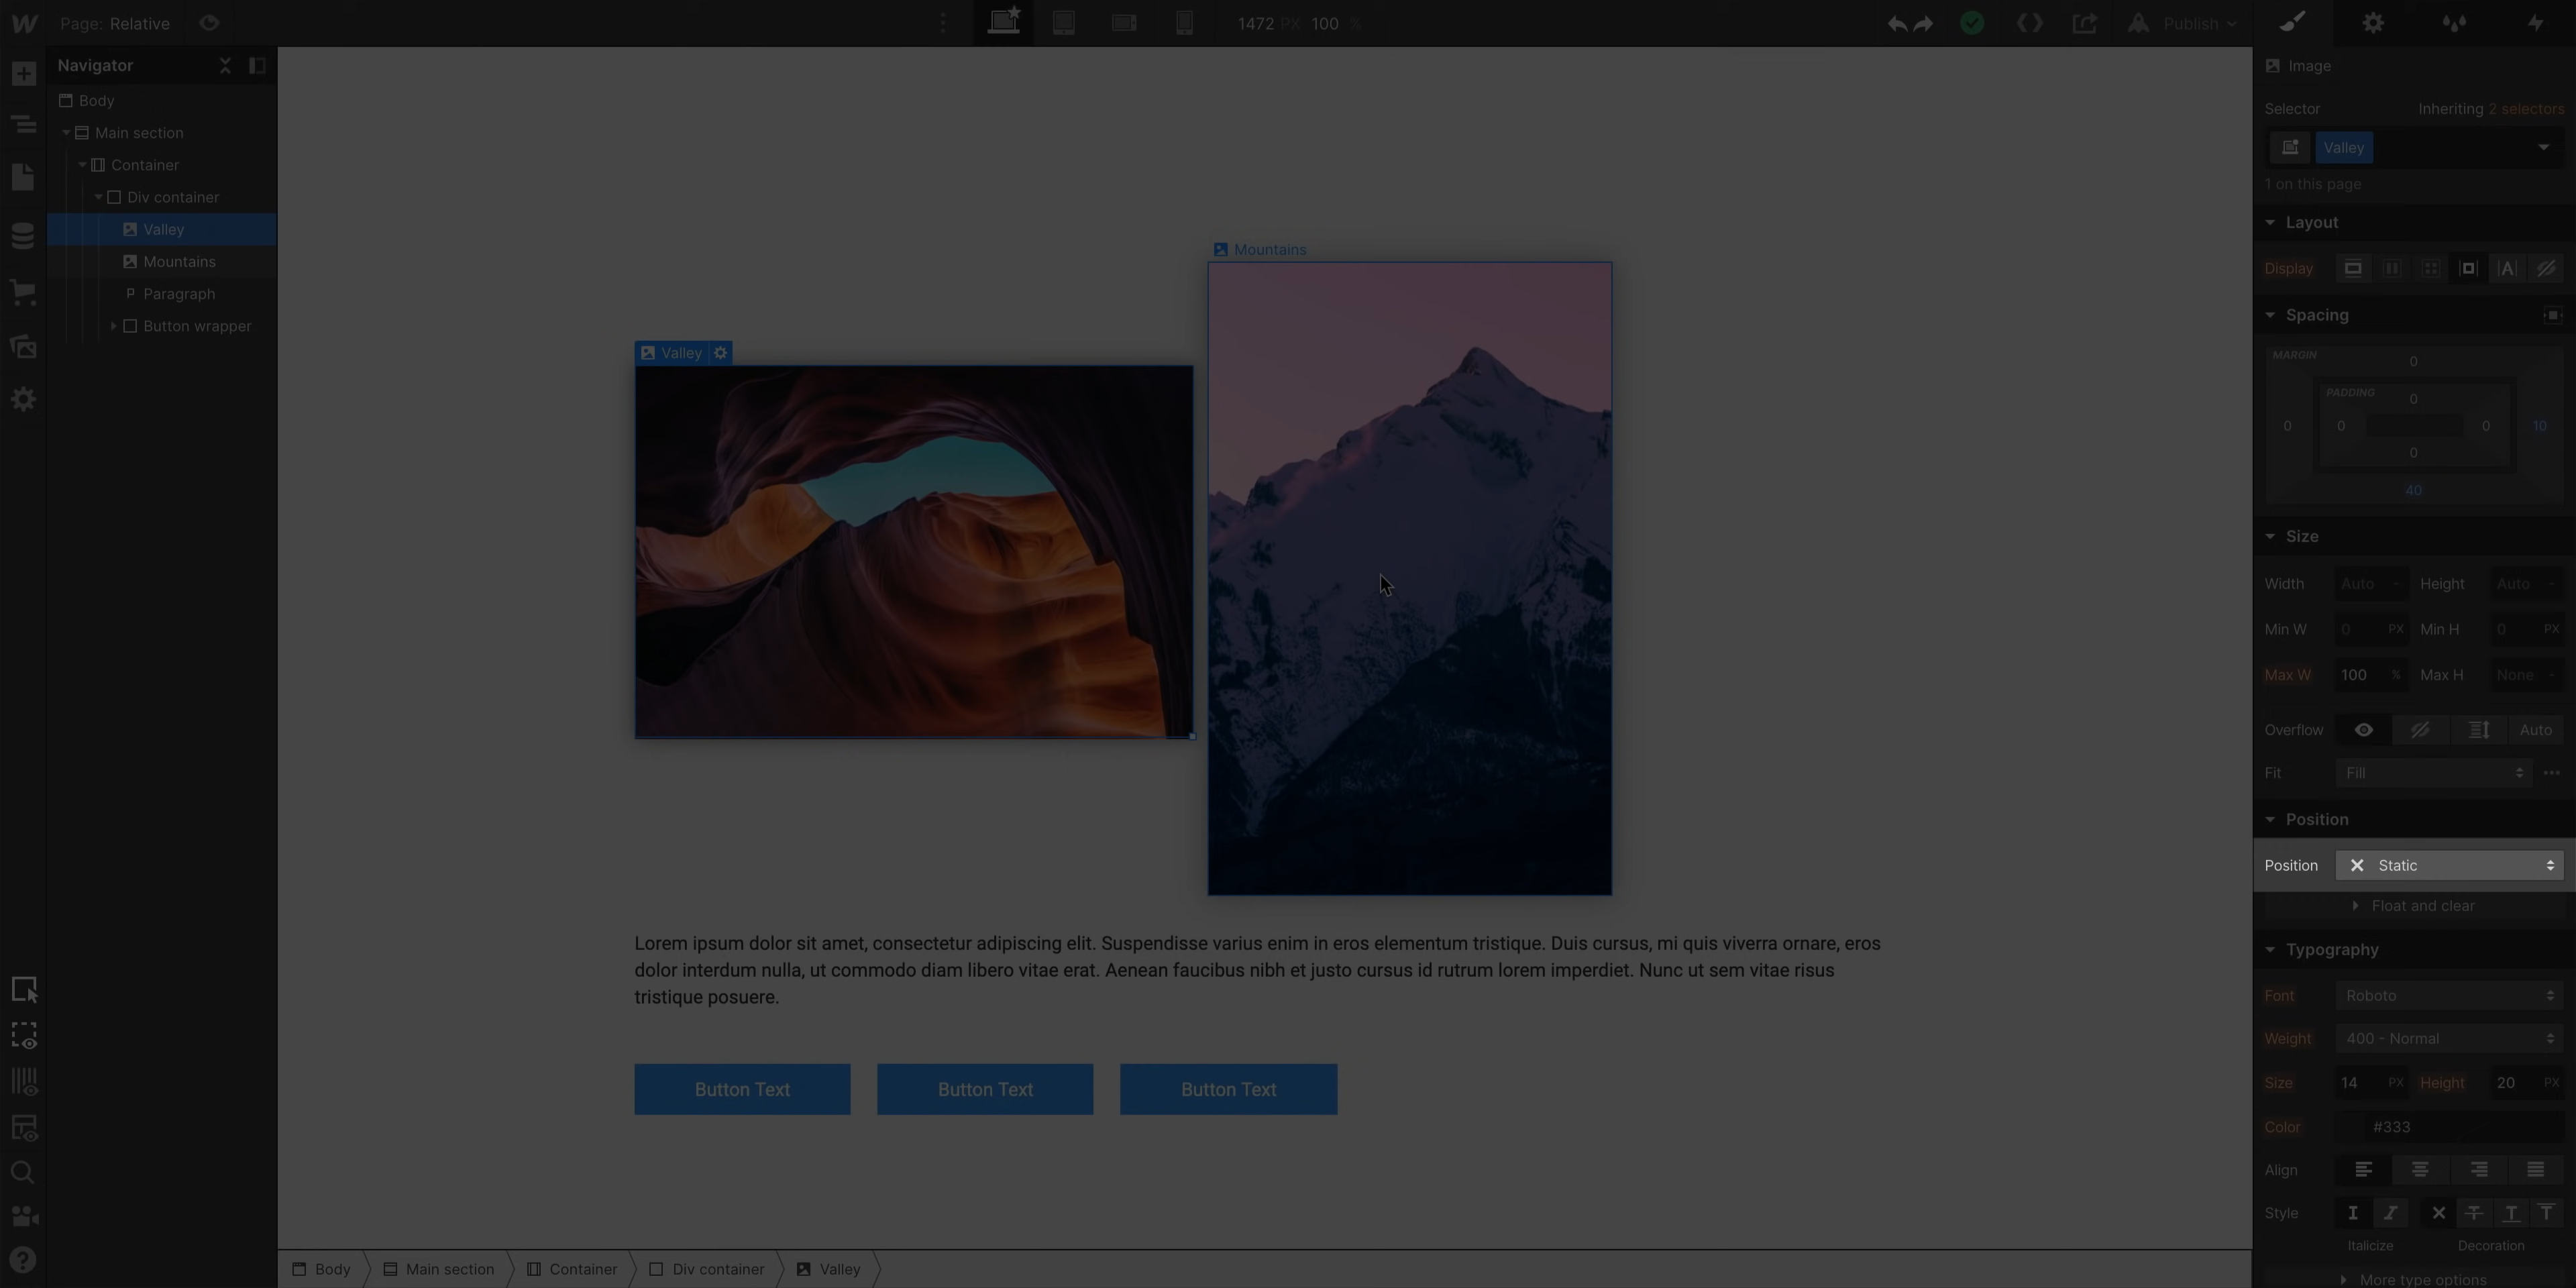 Page: Relative
1472 PX 100 %
Publish
Navigator
Body
Main section
Container
Div container
Valley
Mountains
Paragraph
Button wrapper
Mountains
Valley
Lorem ipsum dolor sit amet, consectetur adipiscing elit. Suspendisse varius enim in eros elementum tristique. Duis cursus, mi quis viverra ornare, eros
dolor interdum nulla, ut commodo diam libero vitae erat. Aenean faucibus nibh et justo cursus id rutrum lorem imperdiet. Nunc ut sem vitae risus
tristique posuere.
Button Text Button Text Button Text
Body Main section Container Div container Valley
Image
Selector Inheriting 2 selectors
Valley
1 on this page
Layout
Display
Spacing
MARGIN
0
PADDING
0
0 0 0 10
0
40
Size
Width Auto - Height Auto -
Min W 0 PX Min H 0 PX
Max W 100 % Max H None -
Overflow Auto
Fit Fill
Position
Position Static
Float and clear
Typography
Font Roboto
Weight 400 - Normal
Size 14 PX Height 20 PX
Color #333
Align
Style
Italicize Decoration
More type options